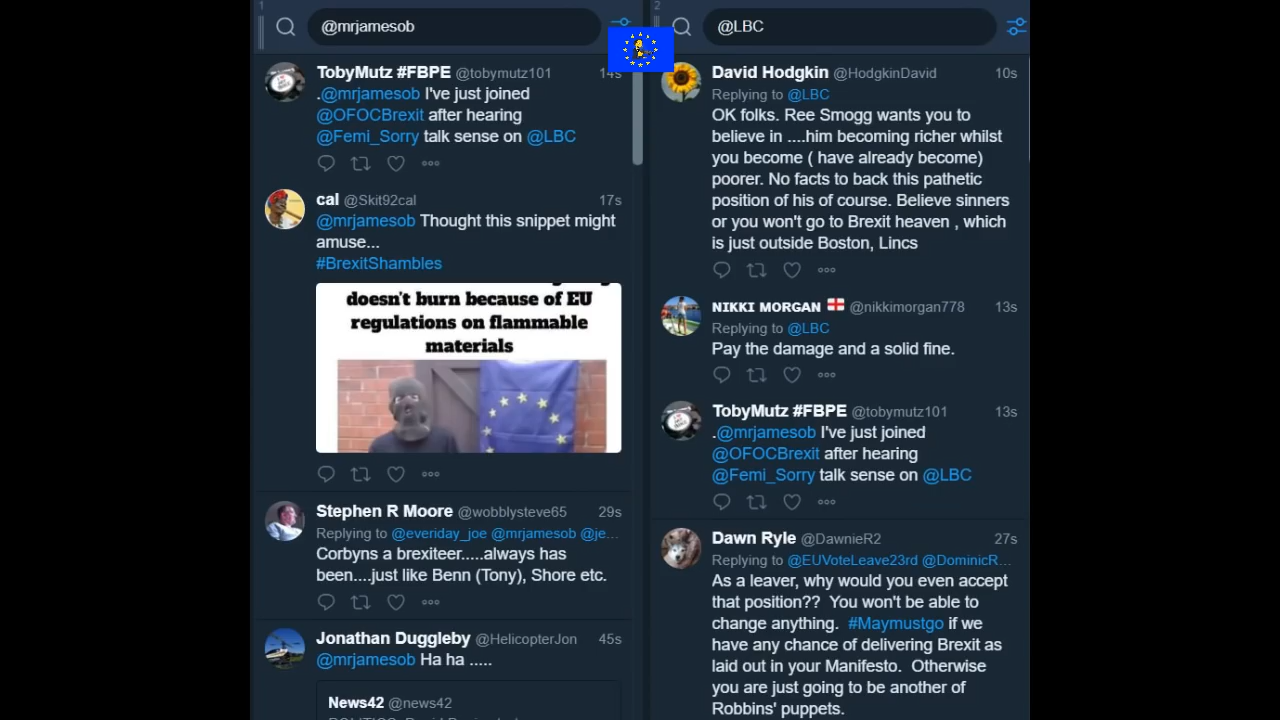 1
@mrjamesob
TobyMutz #FBPE @tobymutz101 14s
.@mrjamesob I've just joined
@OFOCBrexit after hearing
@Femi_Sorry talk sense on @LBC
cal @Skit92cal 17s
@mrjamesob Thought this snippet might
amuse...
#BrexitShambles
doesn't burn because of EU
regulations on flammable
materials
Stephen R Moore @wobblysteve65 29s
Replying to @everiday_joe @mrjamesob @je...
Corbyns a brexiteer.....always has
been....just like Benn (Tony), Shore etc.
Jonathan Duggleby @HelicopterJon 45s
@mrjamesob Ha ha .....
News42 @news42
2
@LBC
David Hodgkin @HodgkinDavid 10s
Replying to @LBC
OK folks. Ree Smogg wants you to
believe in ....him becoming richer whilst
you become ( have already become)
poorer. No facts to back this pathetic
position of his of course. Believe sinners
or you won't go to Brexit heaven , which
is just outside Boston, Lincs
NIKKI MORGAN @nikkimorgan778 13s
Replying to @LBC
Pay the damage and a solid fine.
TobyMutz #FBPE @tobymutz101 13s
.@mrjamesob I've just joined
@OFOCBrexit after hearing
@Femi_Sorry talk sense on @LBC
Dawn Ryle @DawnieR2 27s
Replying to @EUVoteLeave23rd @DominicR...
As a leaver, why would you even accept
that position?? You won't be able to
change anything. #Maymustgo if we
have any chance of delivering Brexit as
laid out in your Manifesto. Otherwise
you are just going to be another of
Robbins' puppets.